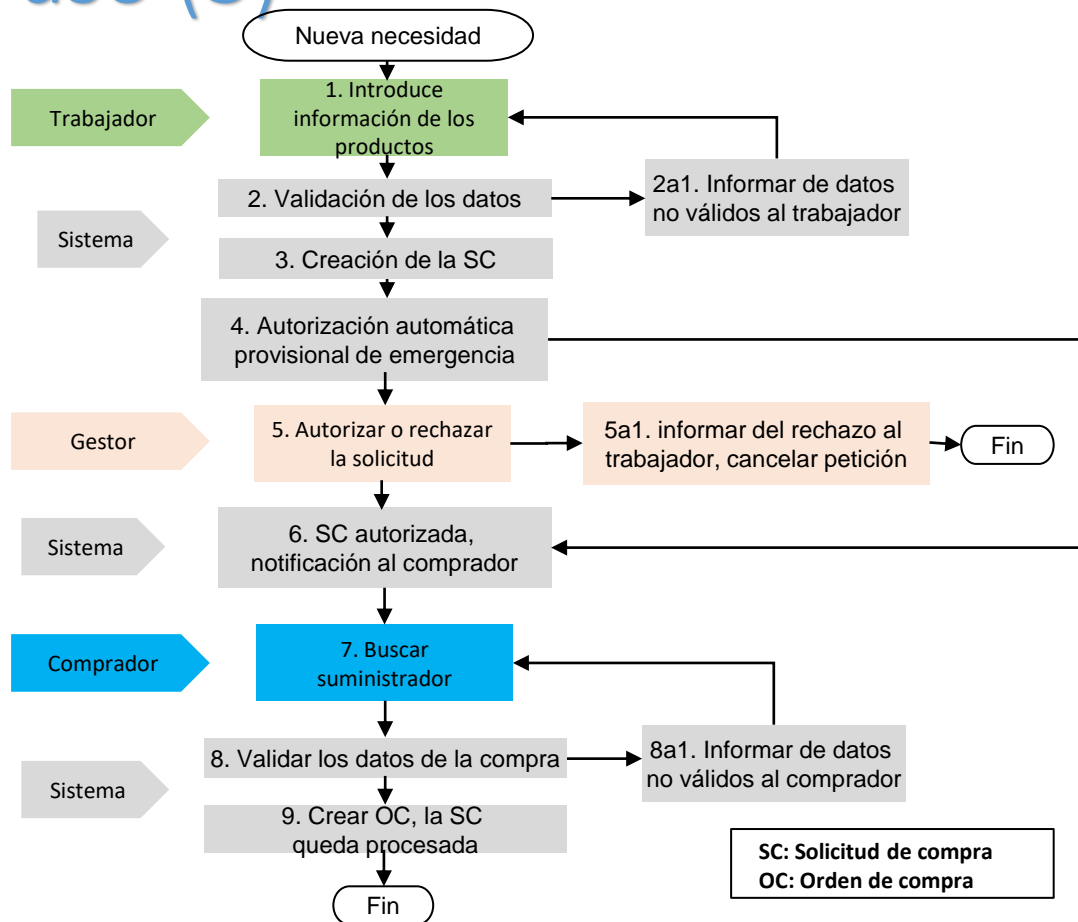 Nueva necesidad
Trabajador
1. Introduce
información de los
productos
2. Validación de los datos
2a1. Informar de datos
no válidos al trabajador
Sistema
3. Creación de la SC
4. Autorización automática
provisional de emergencia
Gestor
5. Autorizar o rechazar
la solicitud
5a1. informar del rechazo al
trabajador, cancelar petición
Fin
Sistema
6. SC autorizada,
notificación al comprador
Comprador
7. Buscar
suministrador
8. Validar los datos de la compra
8a1. Informar de datos
no válidos al comprador
Sistema
9. Crear OC, la SC
queda procesada
Fin
SC: Solicitud de compra
OC: Orden de compra